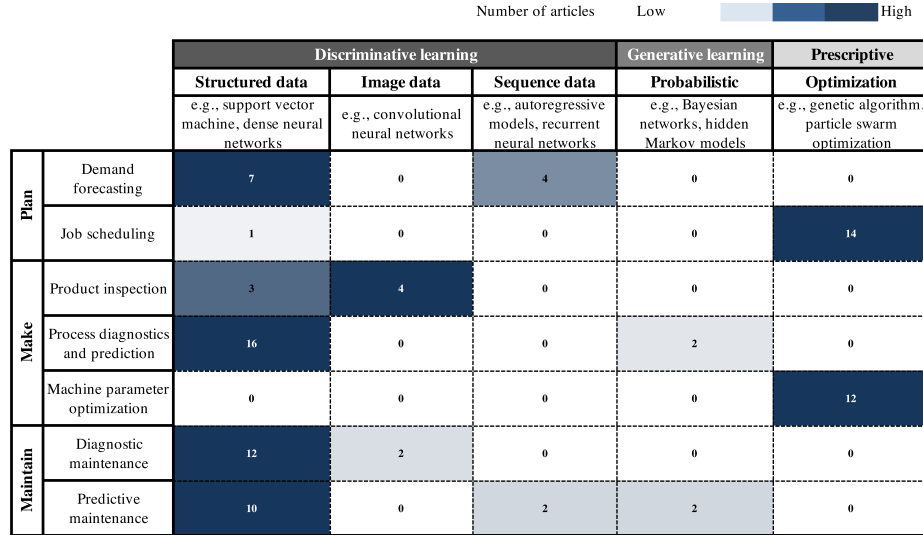 Number of articles Low High
Discriminative learning Generative learning Prescriptive
Structured data Image data Sequence data Probabilistic Optimization
e.g., support vector
machine, dense neural
networks
e.g., convolutional
neural networks
e.g., autoregressive
models, recurrent
neural networks
e.g., Bayesian
networks, hidden
Markov models
e.g., genetic algorithm,
particle swarm
optimization
Plan
Demand
forecasting
7 0 4 0 0
Job scheduling 1 0 0 0 14
Make
Product inspection 3 4 0 0 0
Process diagnostics
and prediction
16 0 0 2 0
Machine parameter
optimization
0 0 0 0 12
Maintain
Diagnostic
maintenance
12 2 0 0 0
Predictive
maintenance
10 0 2 2 0